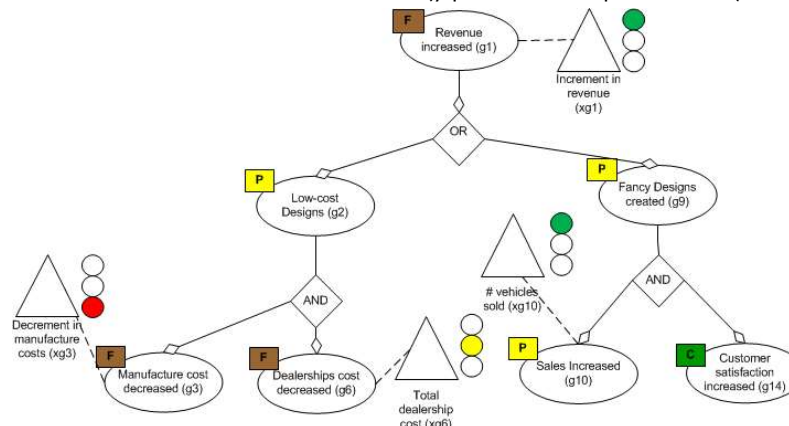 F
Revenue
increased (g1)
Increment in
revenue
(xg1)
OR
P
Low-cost
Designs (g2)
P
Fancy Designs
created (g9)
AND
AND
Decrement in
manufacture
costs (xg3)
# vehicles
sold (xg10)
F
Manufacture cost
decreased (g3)
F
Dealerships cost
decreased (g6)
Total
dealership
cost (xg6)
P
Sales Increased
(g10)
C
Customer
satisfaction
increased (g14)